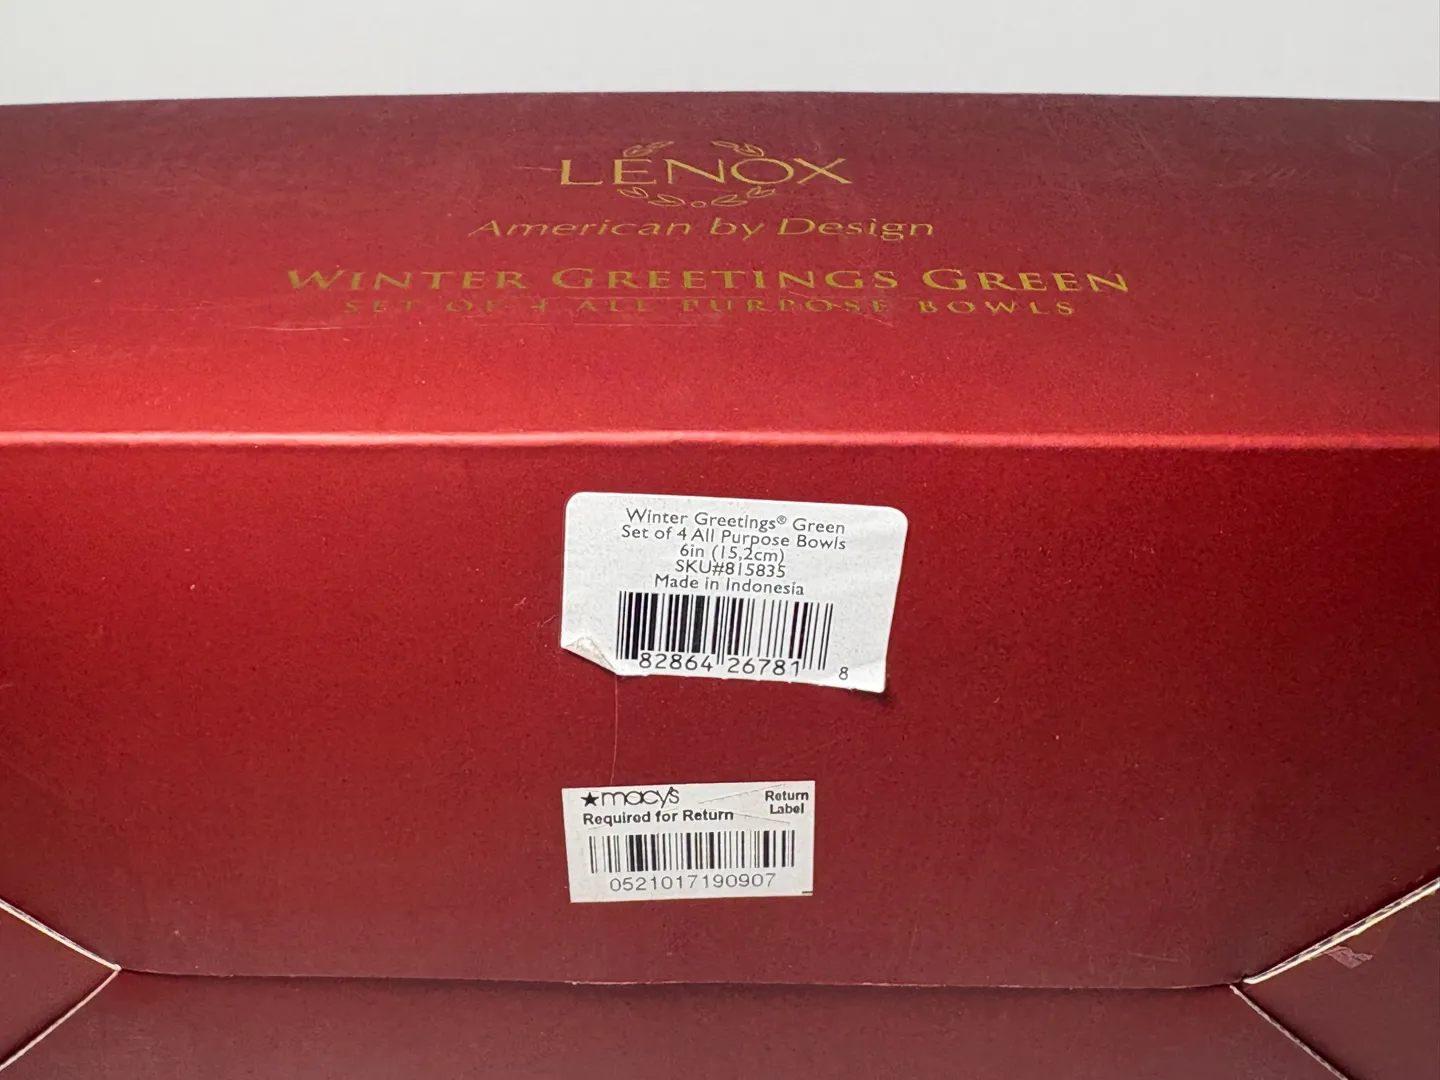 LENOX
American by Design
WINTER GREETINGS GREEN
SET OF 4 ALL PURPOSE BOWLS
Winter Greetings® Green
Set of 4 All Purpose Bowls
6in (15,2cm)
SKU#815835
Made in Indonesia
82864 26781 8
★macy's Return
Required for Return Label
0521017190907